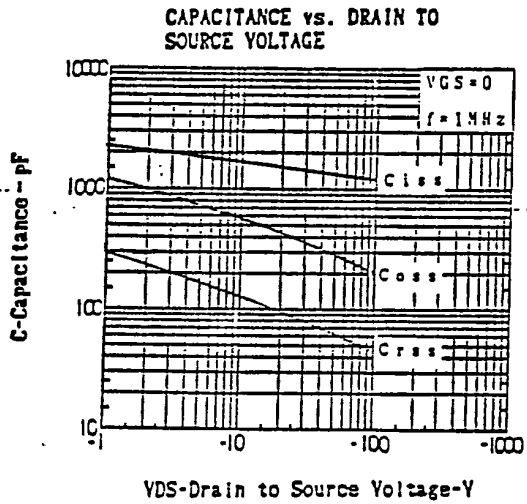 CAPACITANCE vs. DRAIN TO
SOURCE VOLTAGE
10000
VGS=0
f=1MHz
Ciss
1000
Coss
100
Crss
10
-1
-10
-100
-1000
C-Capacitance-pF
VDS-Drain to Source Voltage-V